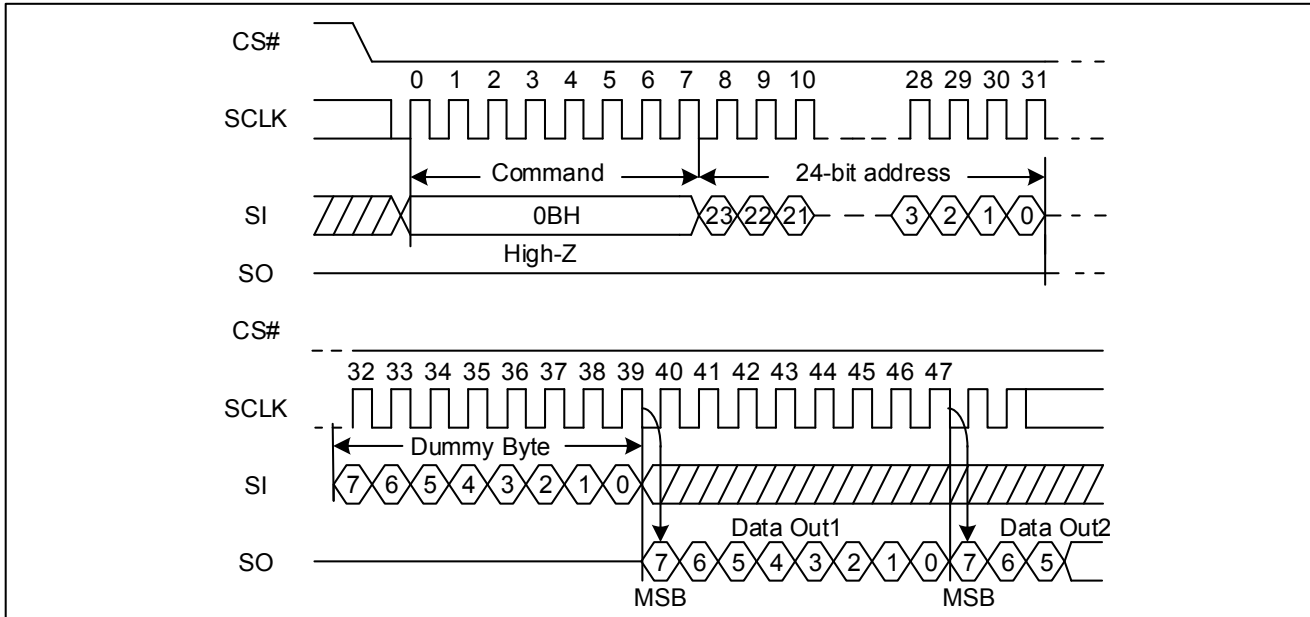 CS#
0 1 2 3 4 5 6 7 8 9 10 28 29 30 31
SCLK
Command 24-bit address
SI 0BH 23 22 21 3 2 1 0
High-Z
SO
CS#
32 33 34 35 36 37 38 39 40 41 42 43 44 45 46 47
SCLK
Dummy Byte
SI 7 6 5 4 3 2 1 0
Data Out1 Data Out2
SO 7 6 5 4 3 2 1 0 7 6 5
MSB MSB